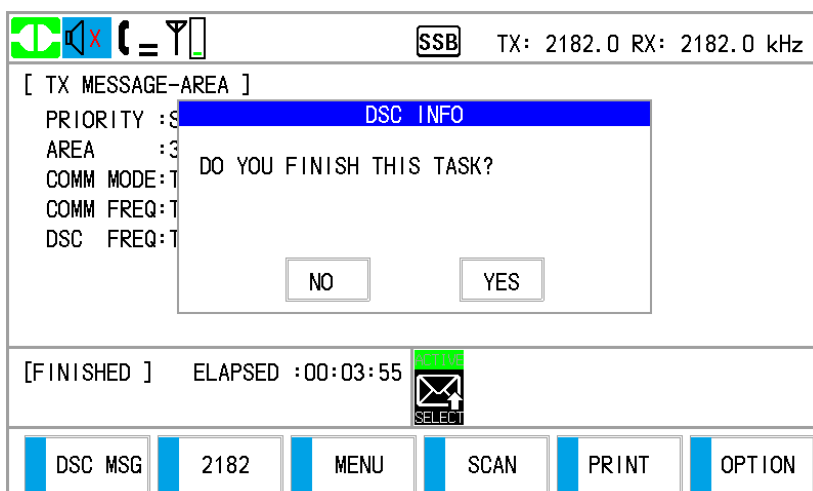 SSB TX: 2182.0 RX: 2182.0 kHz
[ TX MESSAGE-AREA ]
PRIORITY :S
AREA :3
COMM MODE:T
COMM FREQ:T
DSC FREQ:T
DSC INFO
DO YOU FINISH THIS TASK?
NO YES
[FINISHED ] ELAPSED :00:03:55
ACTIVE
SELECT
DSC MSG 2182 MENU SCAN PRINT OPTION